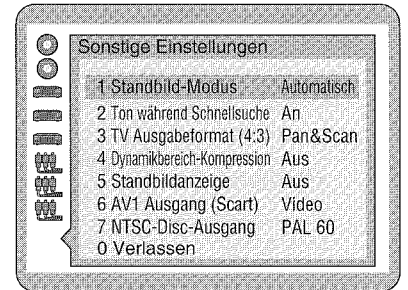 Sonstige Einstellungen
1 Standbild-Modus Automatisch
2 Ton während Schnellsuche An
3 TV Ausgabeformat (4:3) Pan&Scan
4 Dynamikbereich-Kompression Aus
5 Standbildanzeige Aus
6 AV1 Ausgang (Scart) Video
7 NTSC-Disc-Ausgang PAL 60
0 Verlassen